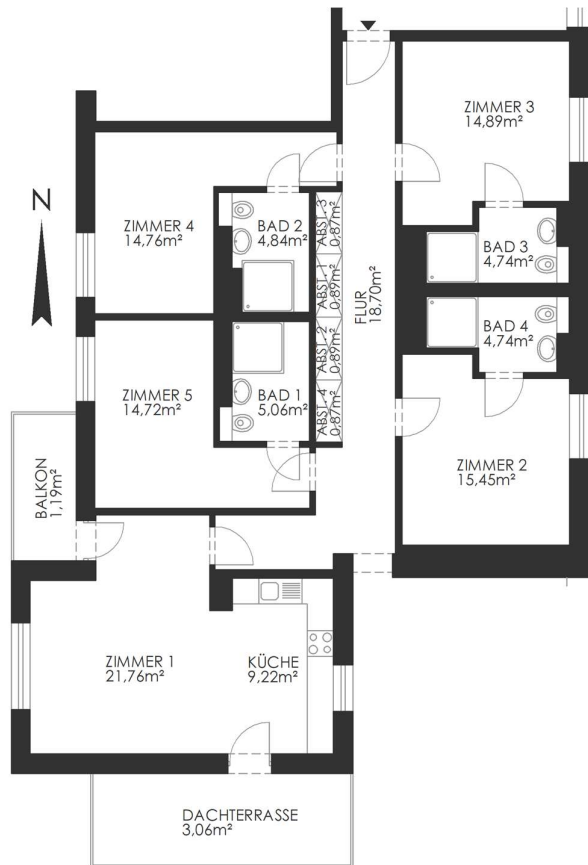 N
ZIMMER 3
14,89m²
ZIMMER 4
14,76m²
BAD 2
4,84m²
ABST. 3
0,87m²
ABST. 1
0,89m²
ABST. 2
0,89m²
ABST. 4
0,87m²
FLUR
18,70m²
BAD 3
4,74m²
BAD 4
4,74m²
ZIMMER 5
14,72m²
BAD 1
5,06m²
ZIMMER 2
15,45m²
BALKON
1,19m²
ZIMMER 1
21,76m²
KÜCHE
9,22m²
DACHTERRASSE
3,06m²